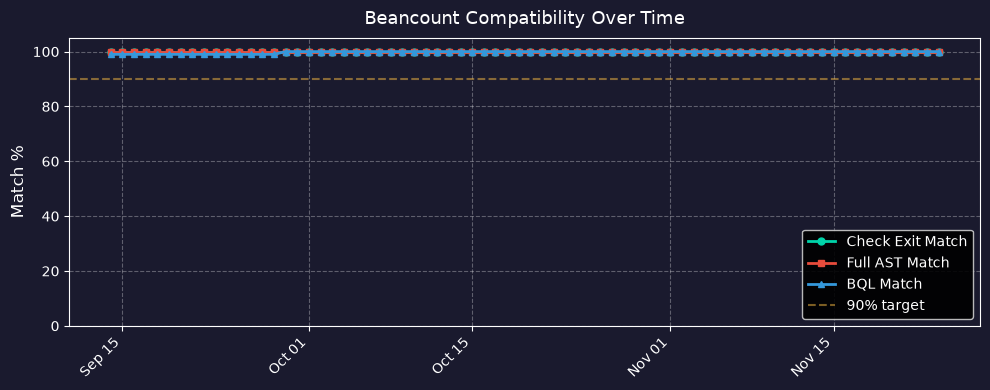 Beancount Compatibility Over Time
Match %
100
80
60
40
20
0
Sep 15
Oct 01
Oct 15
Nov 01
Nov 15
Check Exit Match
Full AST Match
BQL Match
90% target